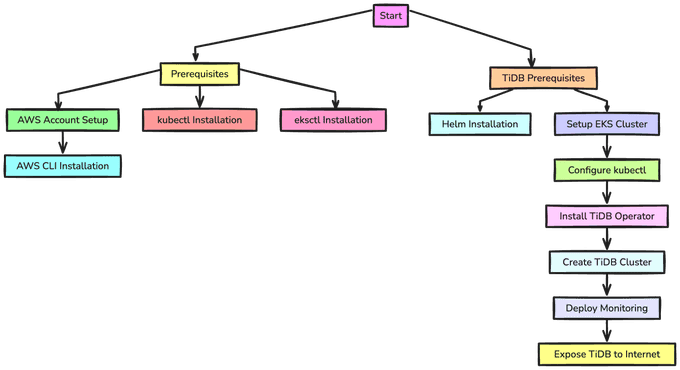 Start
Prerequisites
TiDB Prerequisites
AWS Account Setup
kubectl Installation
eksctl Installation
Helm Installation
Setup EKS Cluster
AWS CLI Installation
Configure kubectl
Install TiDB Operator
Create TiDB Cluster
Deploy Monitoring
Expose TiDB to Internet